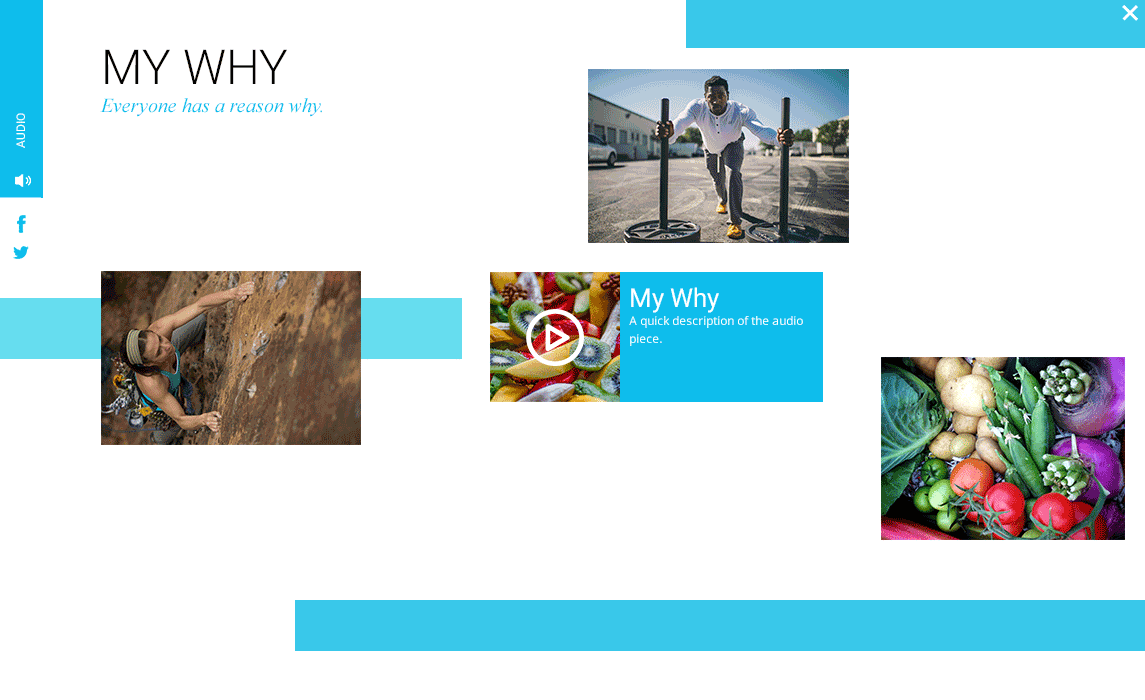 MY WHY
Everyone has a reason why.
AUDIO
My Why
A quick description of the audio
piece.